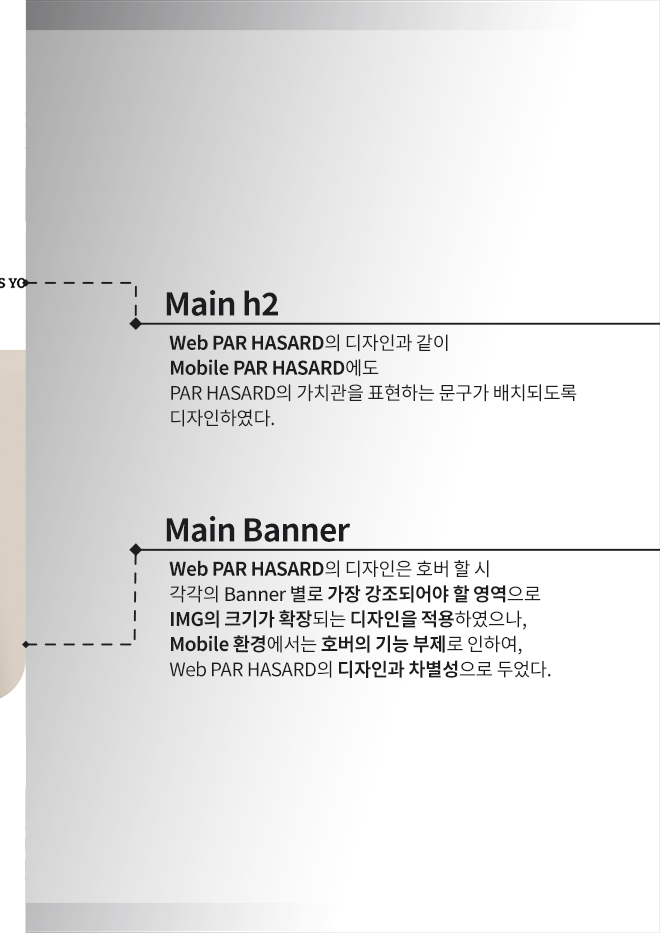 S YO
Main h2
Web PAR HASARD의 디자인과 같이
Mobile PAR HASARD에도
PAR HASARD의 가치관을 표현하는 문구가 배치되도록
디자인하였다.
Main Banner
Web PAR HASARD의 디자인은 호버 할 시
각각의 Banner 별로 가장 강조되어야 할 영역으로
IMG의 크기가 확장되는 디자인을 적용하였으나,
Mobile 환경에서는 호버의 기능 부제로 인하여,
Web PAR HASARD의 디자인과 차별성으로 두었다.